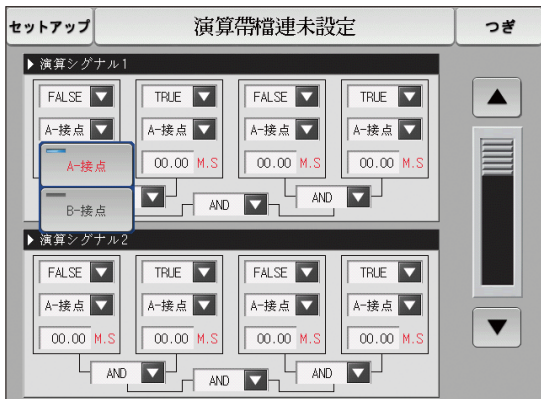 セットアップ
演算帯檔連未設定
つぎ
▶ 演算シグナル1
FALSE ▼ TRUE ▼ FALSE ▼ TRUE ▼
A-接点 ▼ A-接点 ▼ A-接点 ▼ A-接点 ▼
A-接点
00.00 M.S 00.00 M.S 00.00 M.S
B-接点
▼ AND ▼ AND ▼
▶ 演算シグナル2
FALSE ▼ TRUE ▼ FALSE ▼ TRUE ▼
A-接点 ▼ A-接点 ▼ A-接点 ▼ A-接点 ▼
00.00 M.S 00.00 M.S 00.00 M.S 00.00 M.S
AND ▼ AND ▼ AND ▼